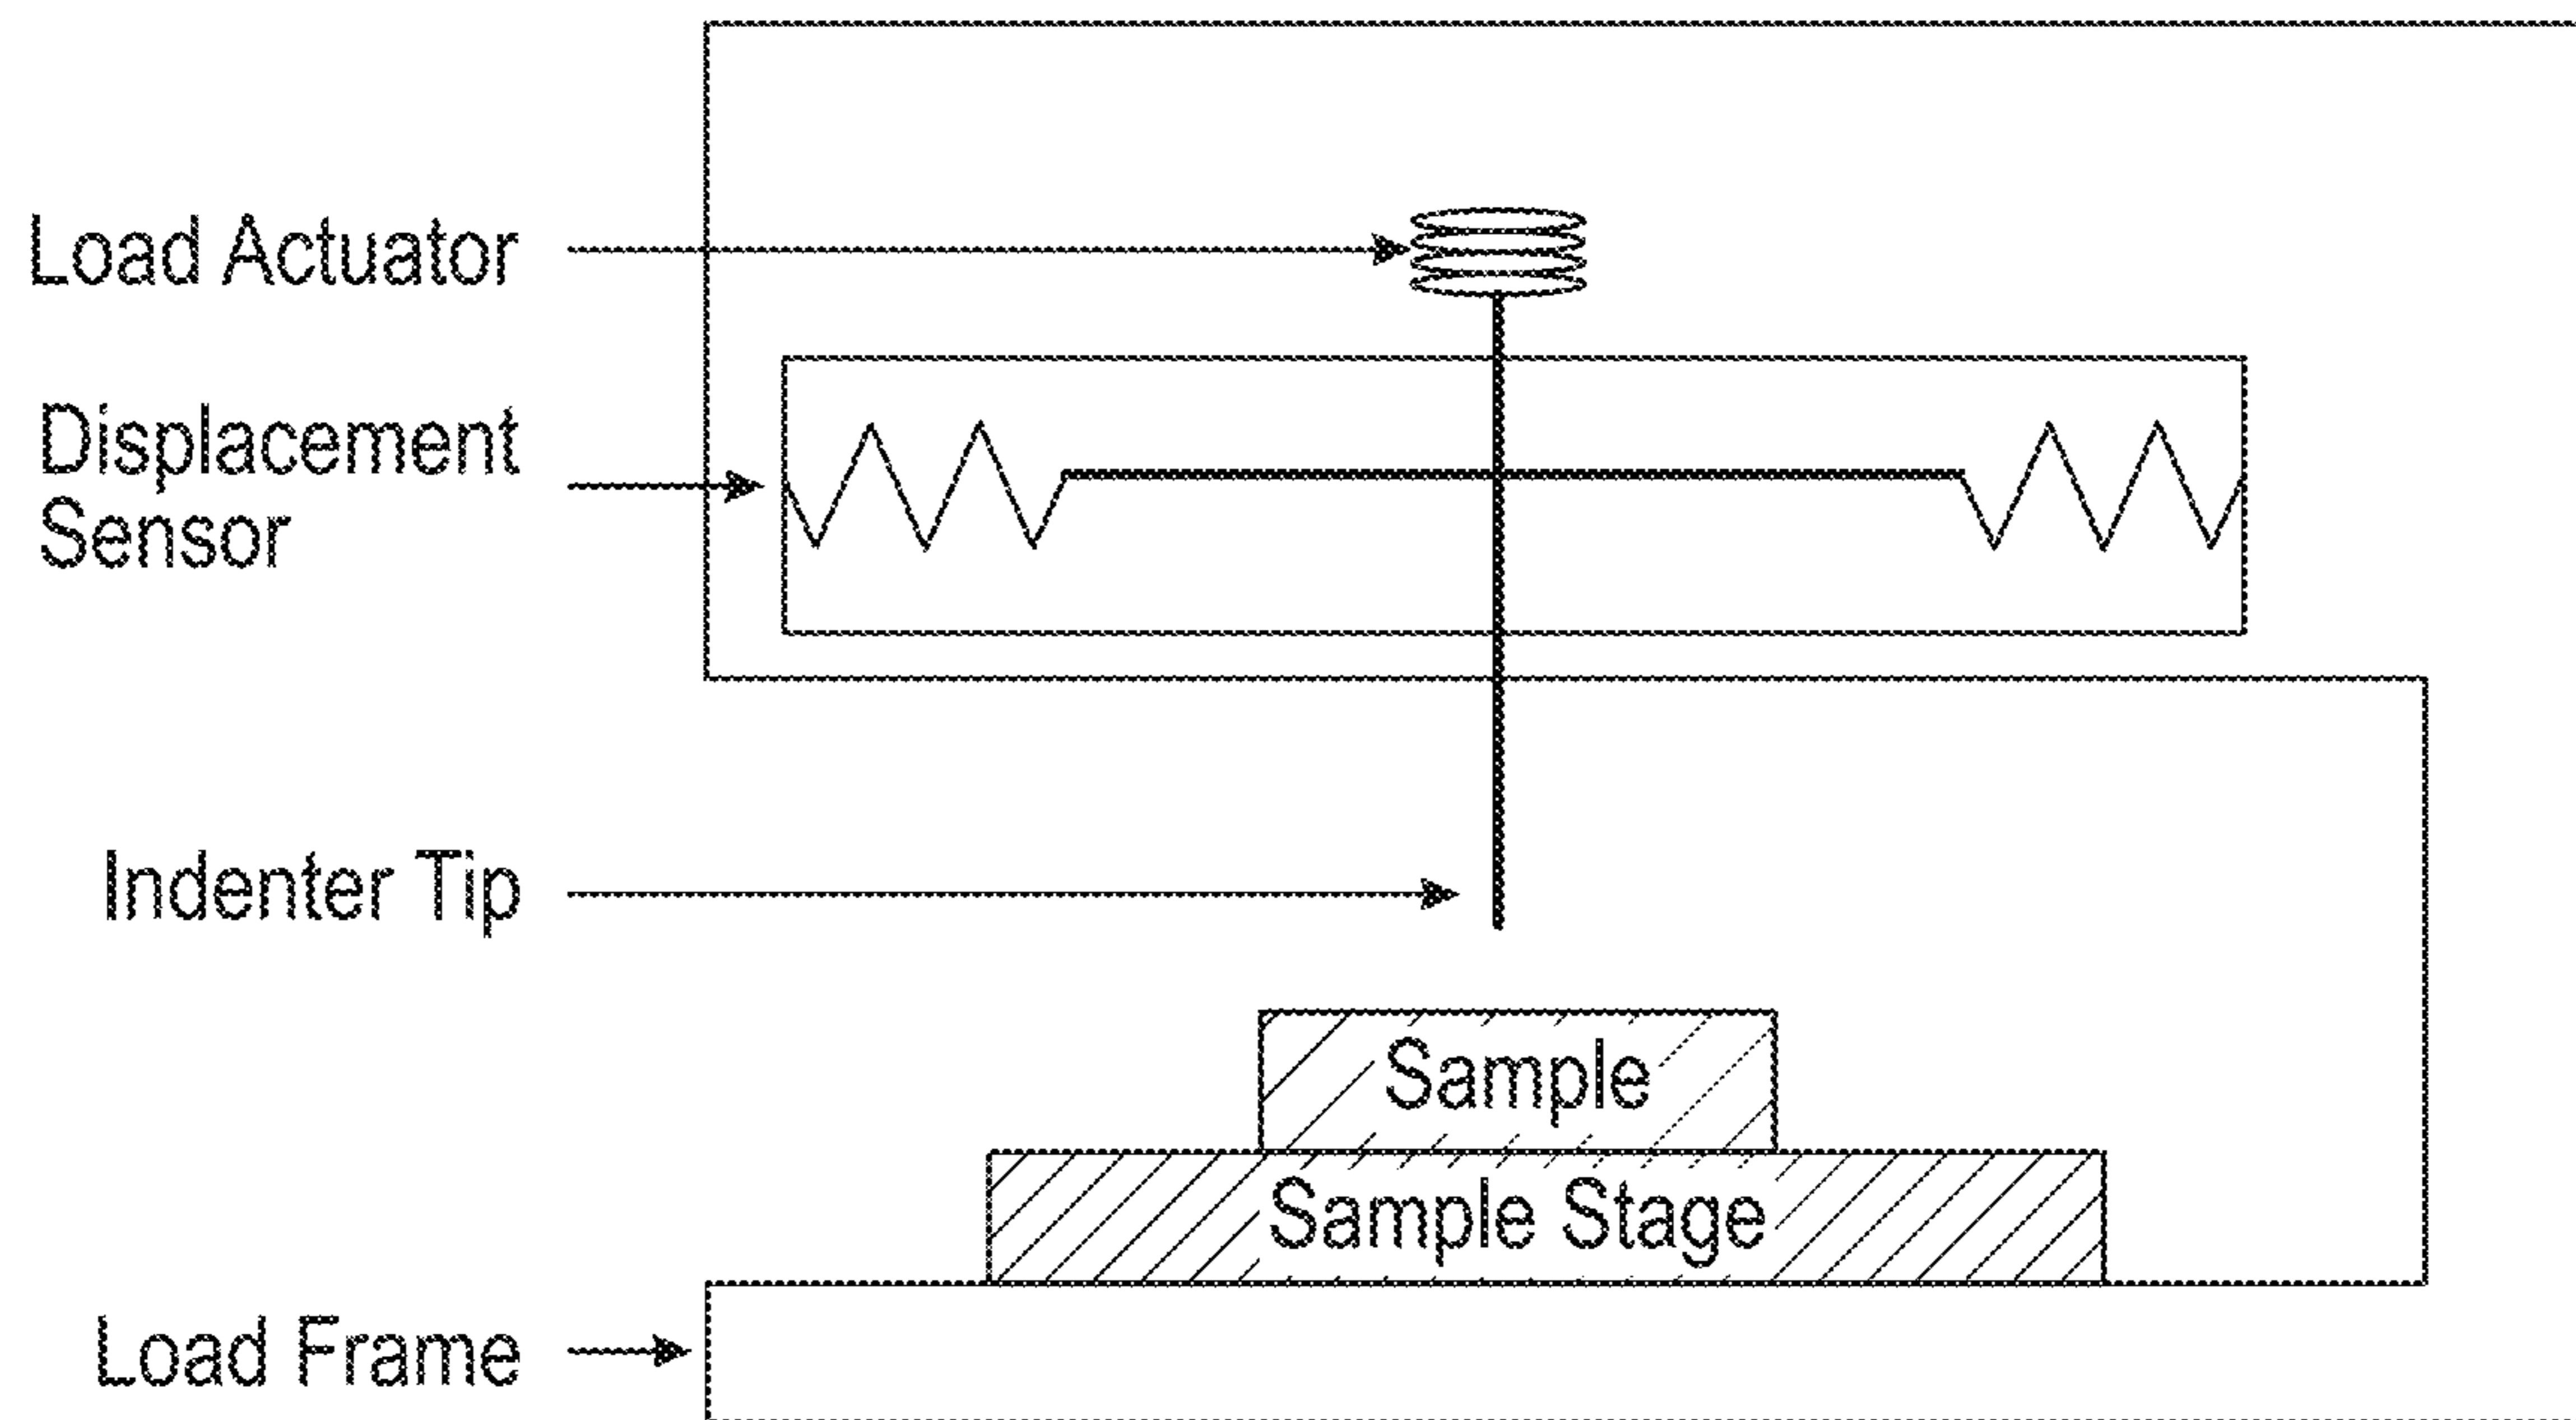 Load Actuator
Displacement
Sensor
Indenter Tip
Sample
Sample Stage
Load Frame